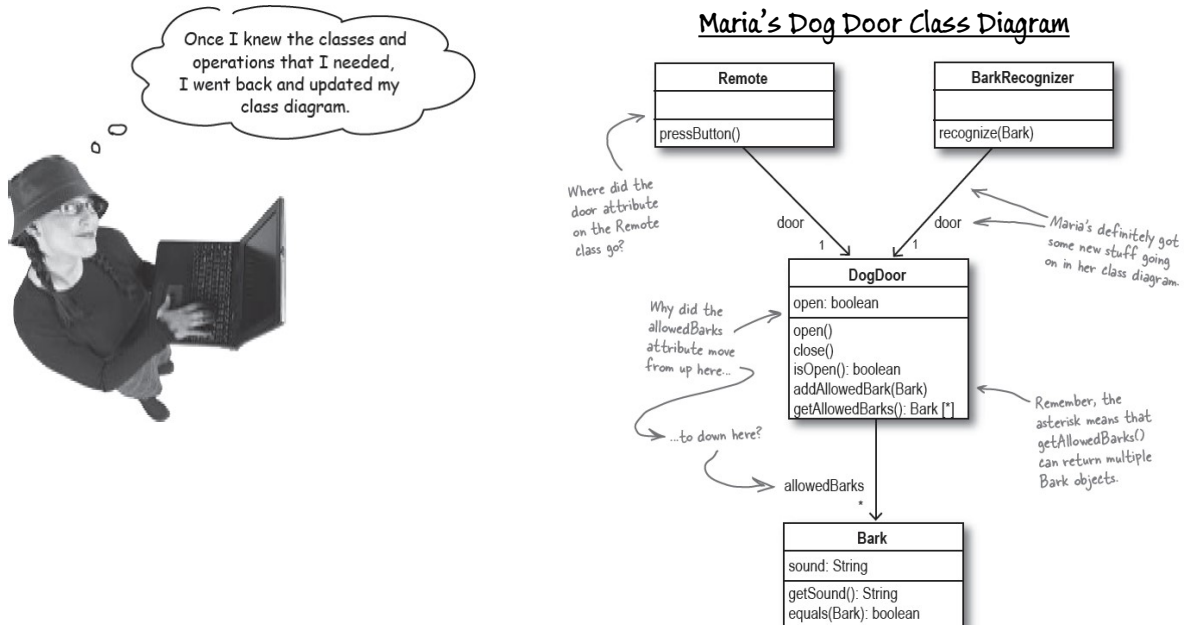 Once I knew the classes and
operations that I needed,
I went back and updated my
class diagram.
Maria's Dog Door Class Diagram
Remote
pressButton()
BarkRecognizer
recognize(Bark)
Where did the
door attribute
on the Remote
class go?
door
1
door
1
Maria's definitely got
some new stuff going
on in her class diagram.
DogDoor
open: boolean
open()
close()
isOpen(): boolean
addAllowedBark(Bark)
getAllowedBarks(): Bark [*]
Why did the
allowedBarks
attribute move
from up here...
...to down here?
Remember, the
asterisk means that
getAllowedBarks()
can return multiple
Bark objects.
allowedBarks
*
Bark
sound: String
getSound(): String
equals(Bark): boolean